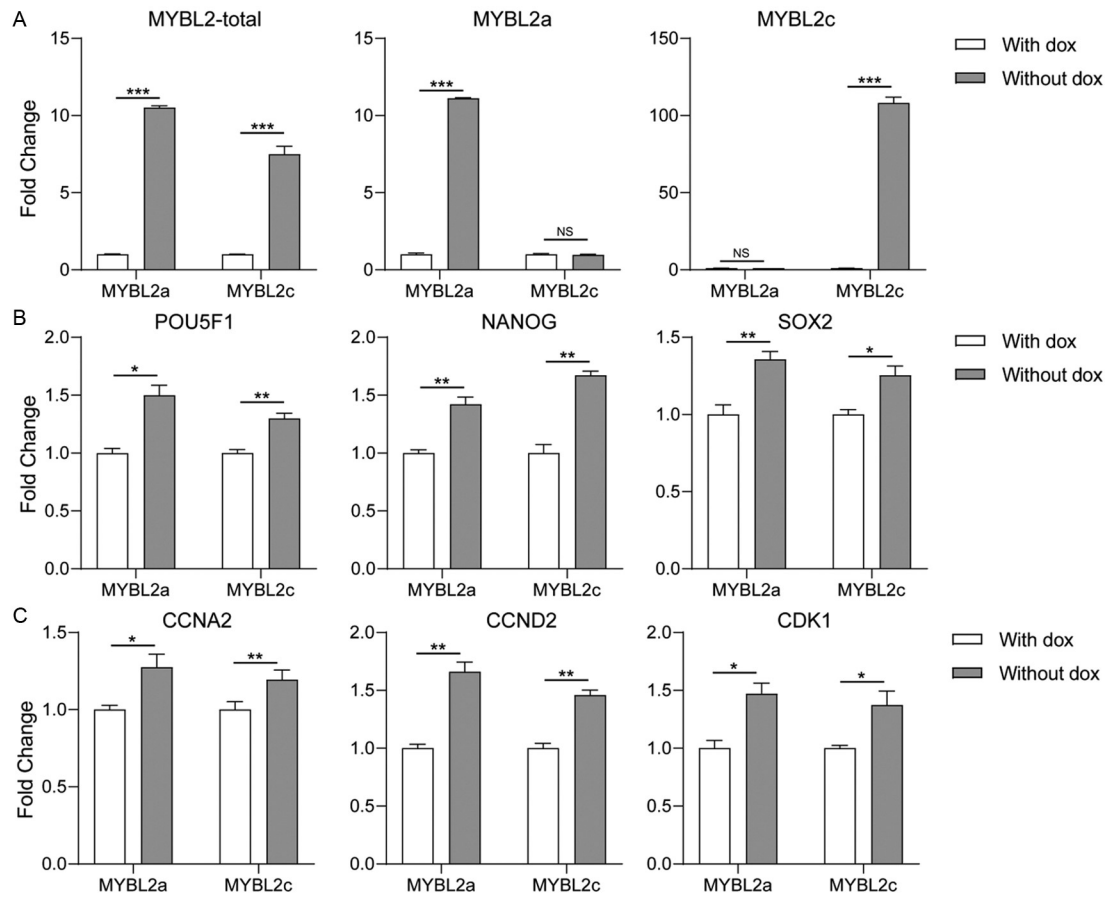 A
MYBL2-total
MYBL2a
MYBL2c
With dox
Without dox
Fold Change
15
10
5
0
***
***
MYBL2a
MYBL2c
15
10
5
0
***
NS
MYBL2a
MYBL2c
150
100
50
0
NS
***
MYBL2a
MYBL2c
B
POU5F1
NANOG
SOX2
With dox
Without dox
Fold Change
2.0
1.5
1.0
0.5
0.0
*
**
MYBL2a
MYBL2c
2.0
1.5
1.0
0.5
0.0
**
**
MYBL2a
MYBL2c
1.5
1.0
0.5
0.0
**
*
MYBL2a
MYBL2c
C
CCNA2
CCND2
CDK1
With dox
Without dox
Fold Change
1.5
1.0
0.5
0.0
*
**
MYBL2a
MYBL2c
2.0
1.5
1.0
0.5
0.0
**
**
MYBL2a
MYBL2c
2.0
1.5
1.0
0.5
0.0
*
*
MYBL2a
MYBL2c